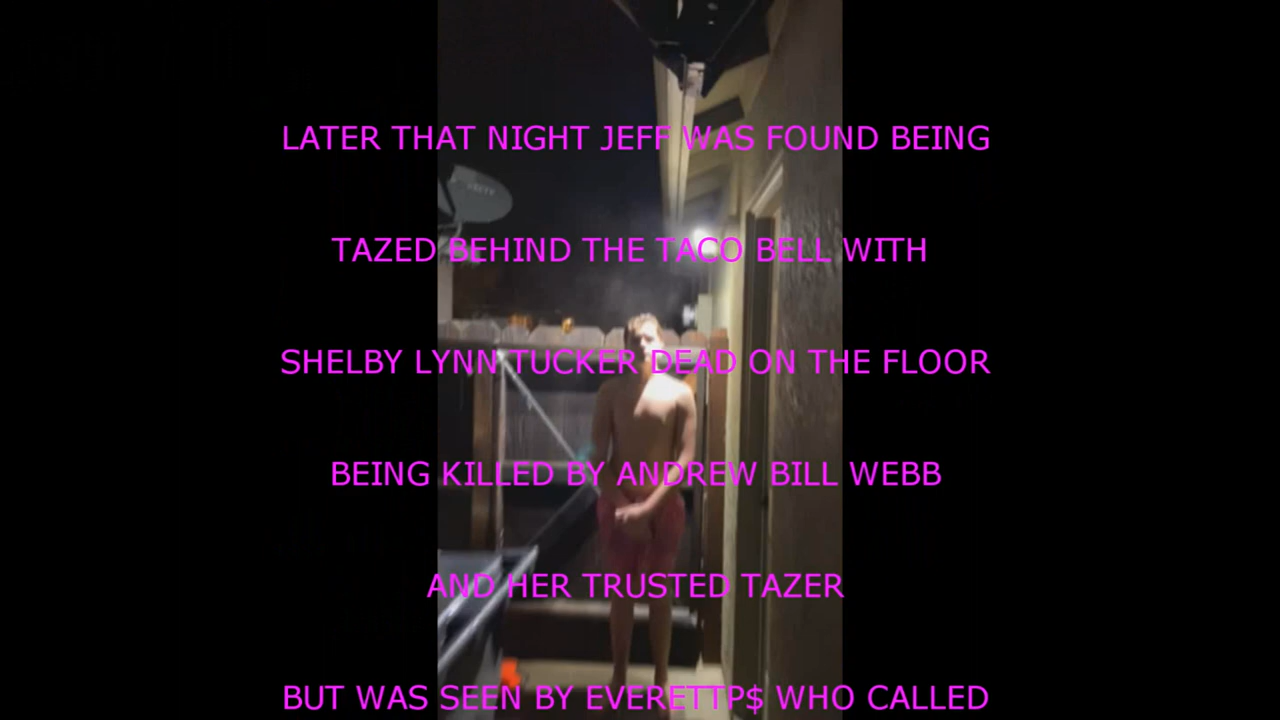 LATER THAT NIGHT JEFF WAS FOUND BEING
TAZED BEHIND THE TACO BELL WITH
SHELBY LYNN TUCKER DEAD ON THE FLOOR
BEING KILLED BY ANDREW BILL WEBB
AND HER TRUSTED TAZER
BUT WAS SEEN BY EVERETTP$ WHO CALLED